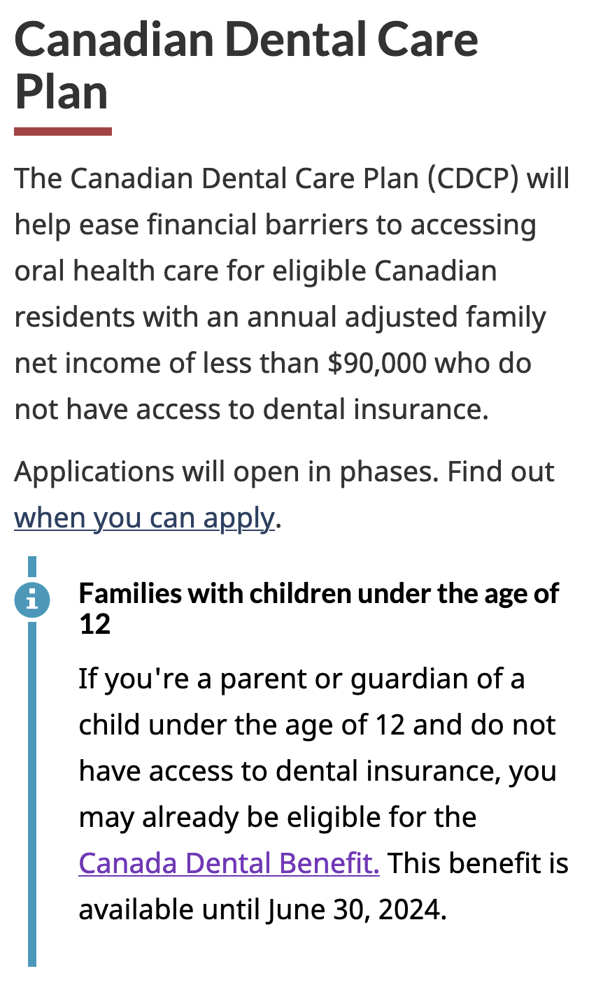 Canadian Dental Care
Plan
The Canadian Dental Care Plan (CDCP) will
help ease financial barriers to accessing
oral health care for eligible Canadian
residents with an annual adjusted family
net income of less than $90,000 who do
not have access to dental insurance.
Applications will open in phases. Find out
when you can apply.
Families with children under the age of
12
If you're a parent or guardian of a
child under the age of 12 and do not
have access to dental insurance, you
may already be eligible for the
Canada Dental Benefit. This benefit is
available until June 30, 2024.